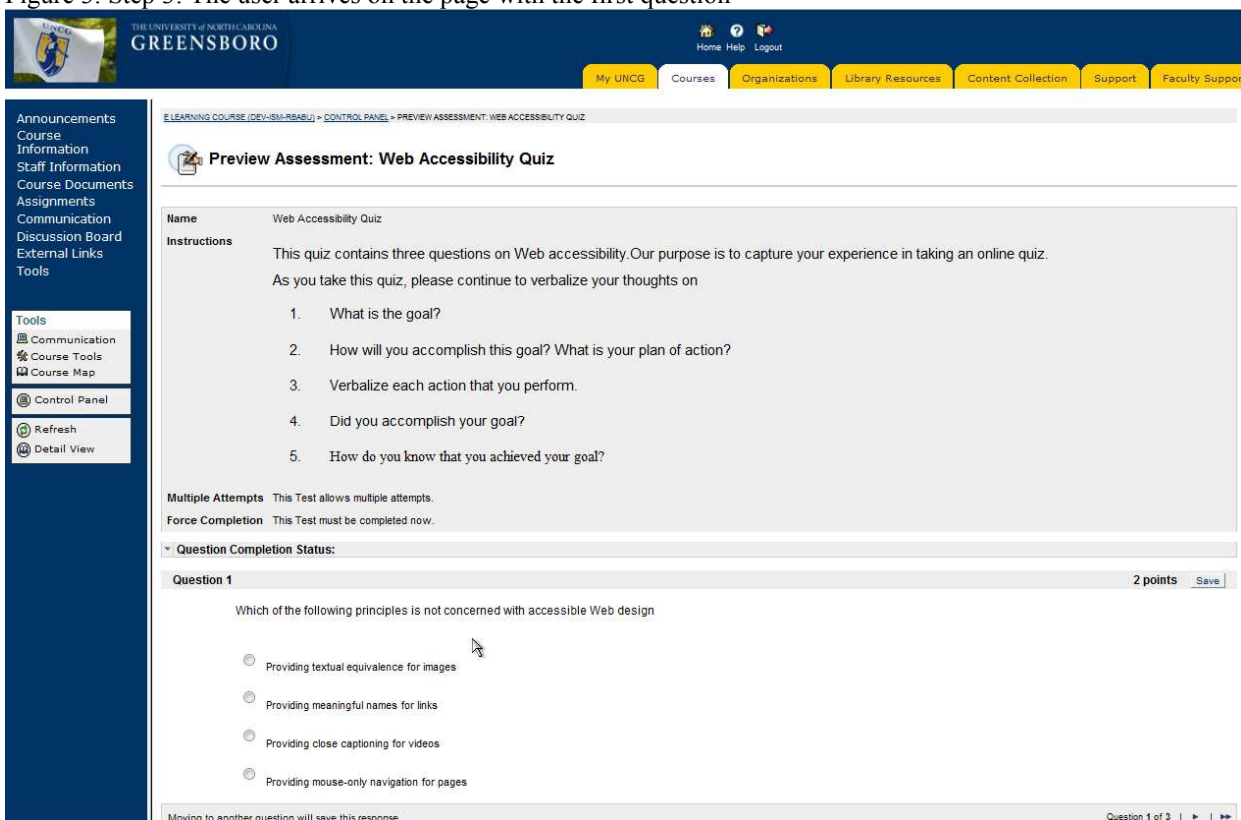 Figure 3: Step 3: The user arrives on the page with the first question
UNCG
THE UNIVERSITY of NORTH CAROLINA
GREENSBORO
Home Help Logout
My UNCG Courses Organizations Library Resources Content Collection Support Faculty Suppor
Announcements
Course
Information
Staff Information
Course Documents
Assignments
Communication
Discussion Board
External Links
Tools
Tools
Communication
Course Tools
Course Map
Control Panel
Refresh
Detail View
E LEARNING COURSE (DEV-ISM-RBABU) > CONTROL PANEL > PREVIEW ASSESSMENT: WEB ACCESSIBILITY QUIZ
Preview Assessment: Web Accessibility Quiz
Name Web Accessibility Quiz
Instructions
This quiz contains three questions on Web accessibility.Our purpose is to capture your experience in taking an online quiz.
As you take this quiz, please continue to verbalize your thoughts on
1. What is the goal?
2. How will you accomplish this goal? What is your plan of action?
3. Verbalize each action that you perform.
4. Did you accomplish your goal?
5. How do you know that you achieved your goal?
Multiple Attempts This Test allows multiple attempts.
Force Completion This Test must be completed now.
Question Completion Status:
Question 1 2 points Save
Which of the following principles is not concerned with accessible Web design
Providing textual equivalence for images
Providing meaningful names for links
Providing close captioning for videos
Providing mouse-only navigation for pages
Moving to another question will save this response. Question 1 of 3